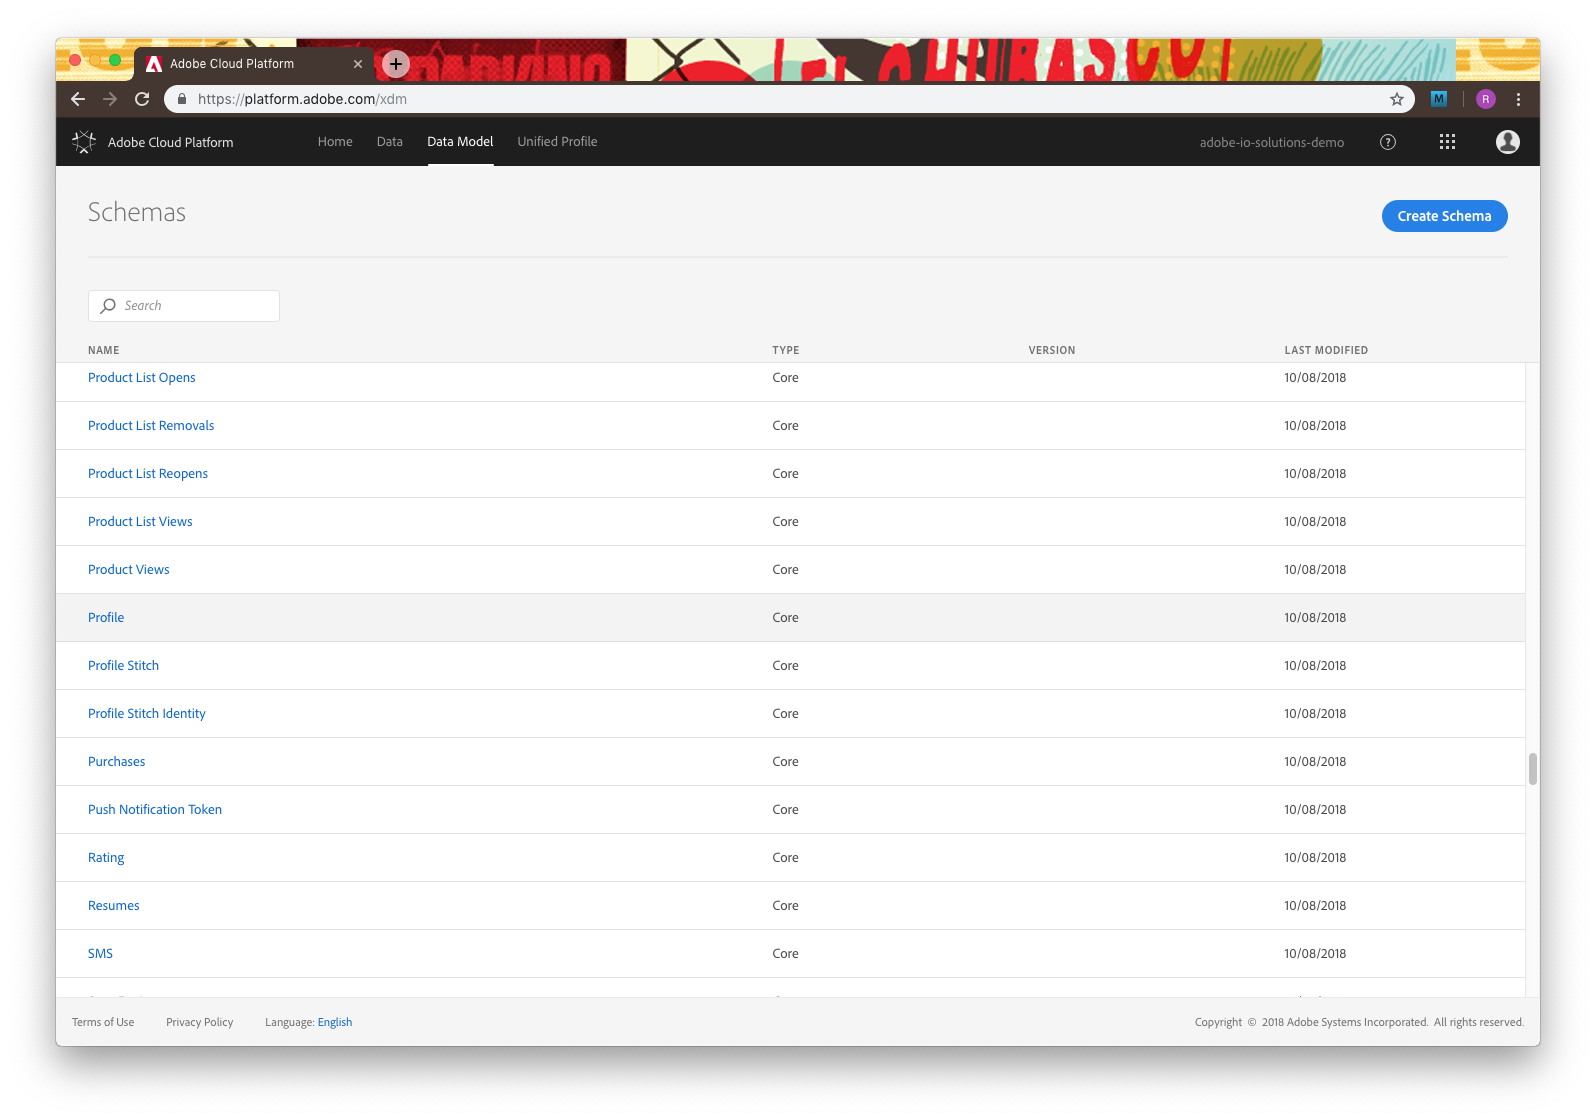 EL CHURASCO
Adobe Cloud Platform
https://platform.adobe.com/xdm
M
R
Adobe Cloud Platform Home Data Data Model Unified Profile adobe-io-solutions-demo ?
Schemas
Create Schema
Search
NAME TYPE VERSION LAST MODIFIED
Product List Opens Core 10/08/2018
Product List Removals Core 10/08/2018
Product List Reopens Core 10/08/2018
Product List Views Core 10/08/2018
Product Views Core 10/08/2018
Profile Core 10/08/2018
Profile Stitch Core 10/08/2018
Profile Stitch Identity Core 10/08/2018
Purchases Core 10/08/2018
Push Notification Token Core 10/08/2018
Rating Core 10/08/2018
Resumes Core 10/08/2018
SMS Core 10/08/2018
Terms of Use Privacy Policy Language: English Copyright © 2018 Adobe Systems Incorporated. All rights reserved.